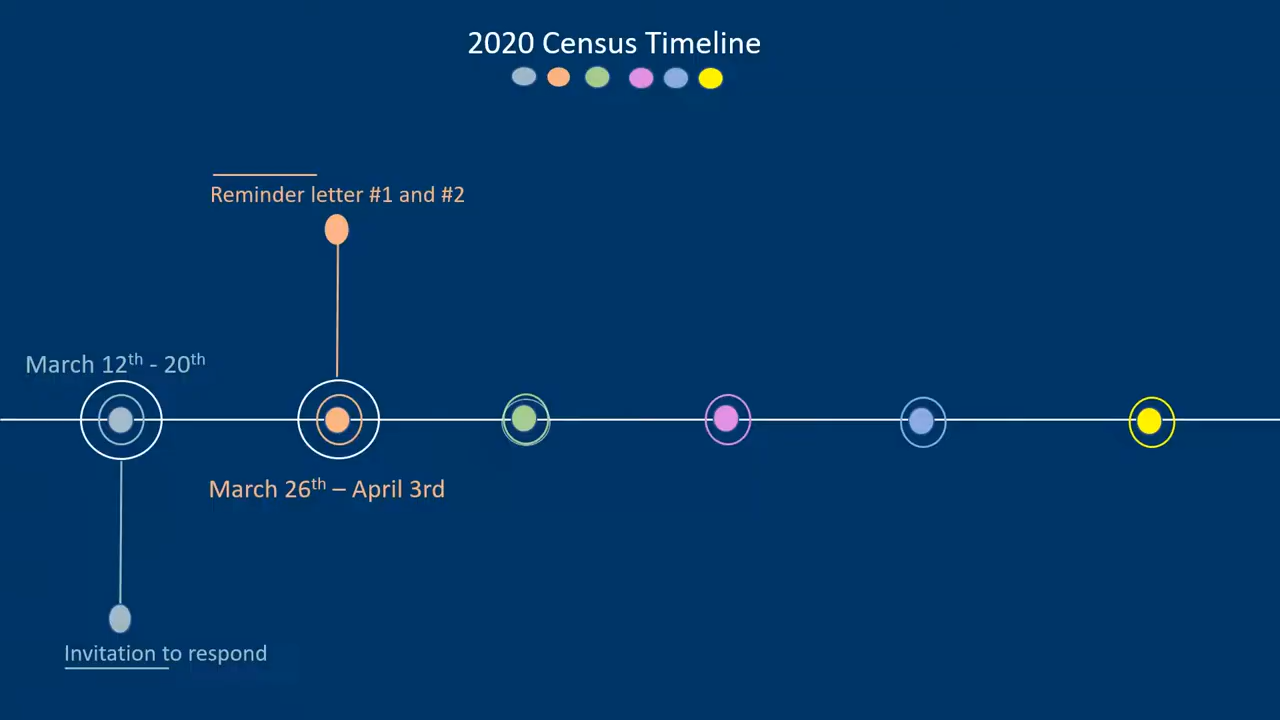 2020 Census Timeline
Reminder letter #1 and #2
March 12th - 20th
March 26th – April 3rd
Invitation to respond